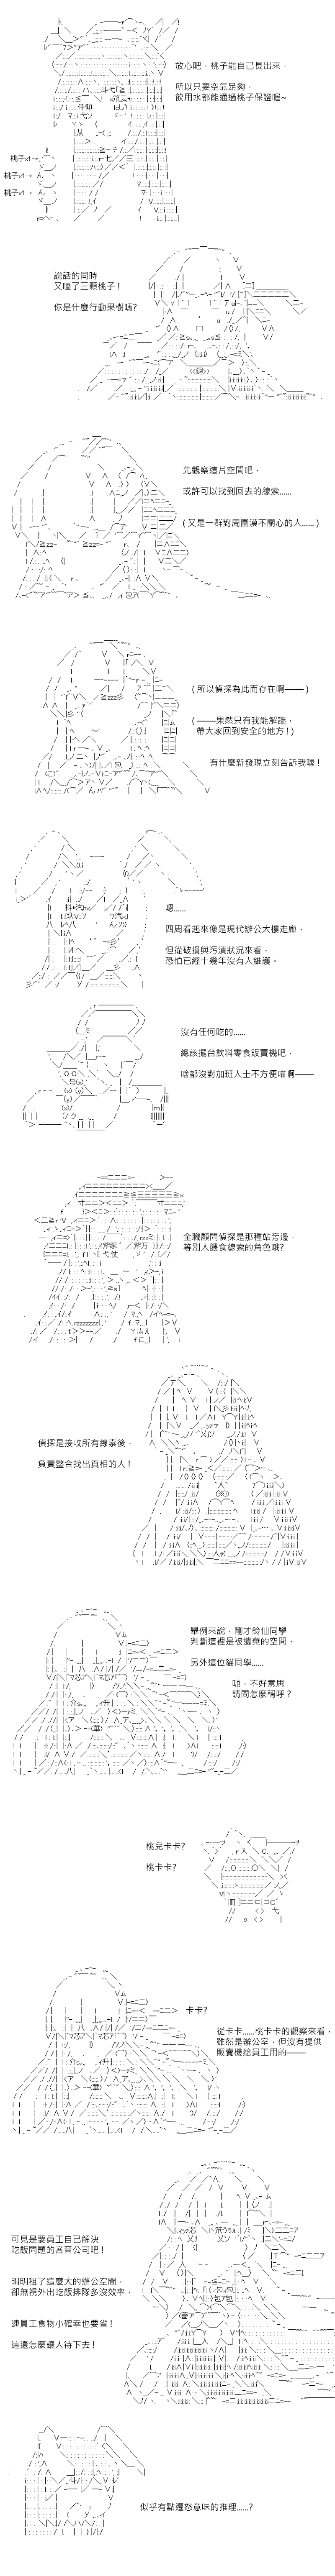 放心吧，桃子能自己長出來，
所以只要空氣足夠，
飲用水都能通過桃子保證喔～
桃子x1→
桃子x1→
桃子x1→
說話的同時
又嗑了三顆桃子！
你是什麼行動果樹嗎？
先觀察這片空間吧，
或許可以找到回去的線索......
( 又是一群對周圍漠不關心的人...... )
( 所以偵探為此而存在啊─── )
( ───果然只有我能解謎，
帶大家回到安全的地方！)
有什麼新發現立刻告訴我喔！
嗯......
四周看起來像是現代辦公大樓走廊，
但從破損與污漬狀況來看，
恐怕已經十幾年沒有人維護。
沒有任何吃的......
總該擺台飲料零食販賣機吧，
啥都沒對加班人士不方便喵啊───
全職顧問偵探是那種站旁邊，
等別人餵食線索的角色哦？
偵探是接收所有線索後，
負責整合找出真相的人！
舉例來說，剛才鈴仙同學
判斷這裡是被遺棄的空間，
另外這位貓同學......
呃，不好意思
請問怎麼稱呼？
桃兒卡卡？
桃卡卡？
卡卡？
從卡卡......桃卡卡的觀察來看，
雖然是辦公室，但沒有提供
販賣機給員工用的───
可見是要員工自己解決
吃飯問題的吝嗇公司吧！
明明租了這麼大的辦公空間，
卻無視外出吃飯排隊多沒效率，
連員工食物小確幸也要省！
這還怎麼讓人待下去！
似乎有點遷怒意味的推理......?